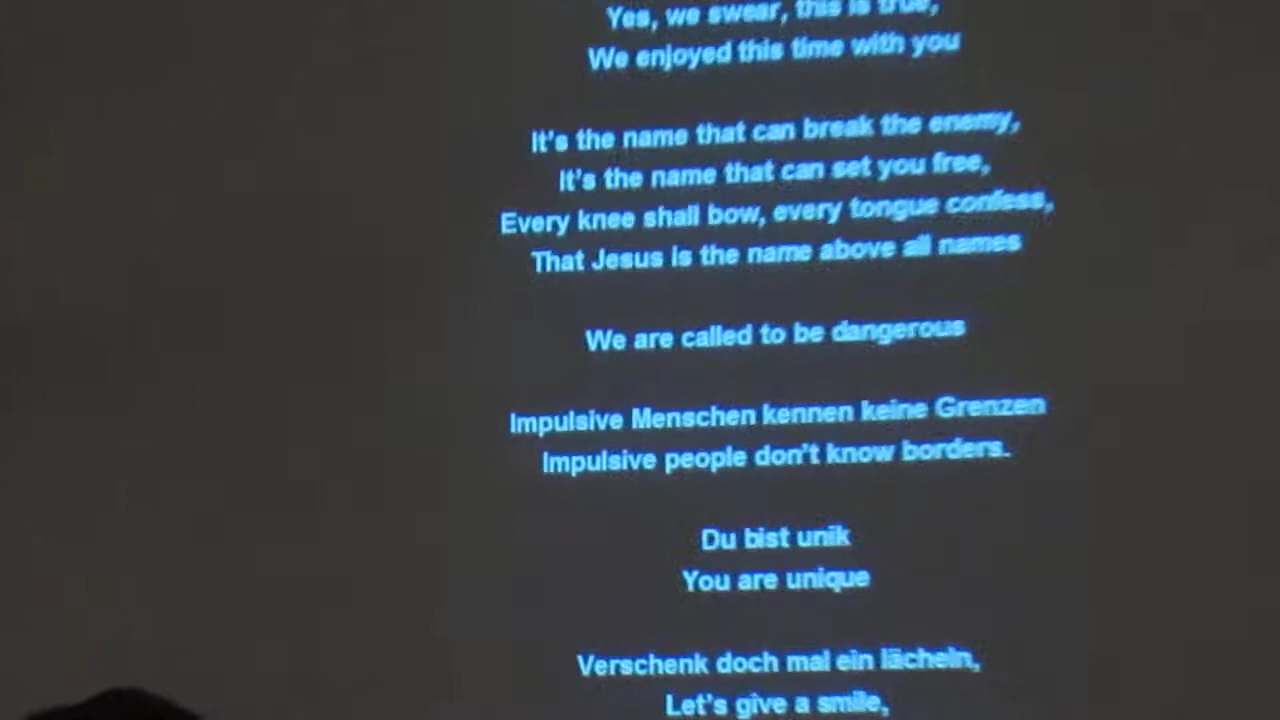 Yes, we swear, this is true,
We enjoyed this time with you
It's the name that can break the enemy,
It's the name that can set you free,
Every knee shall bow, every tongue confess,
That Jesus is the name above all names
We are called to be dangerous
Impulsive Menschen kennen keine Grenzen
Impulsive people don't know borders.
Du bist unik
You are unique
Verschenk doch mal ein lächeln,
Let's give a smile,